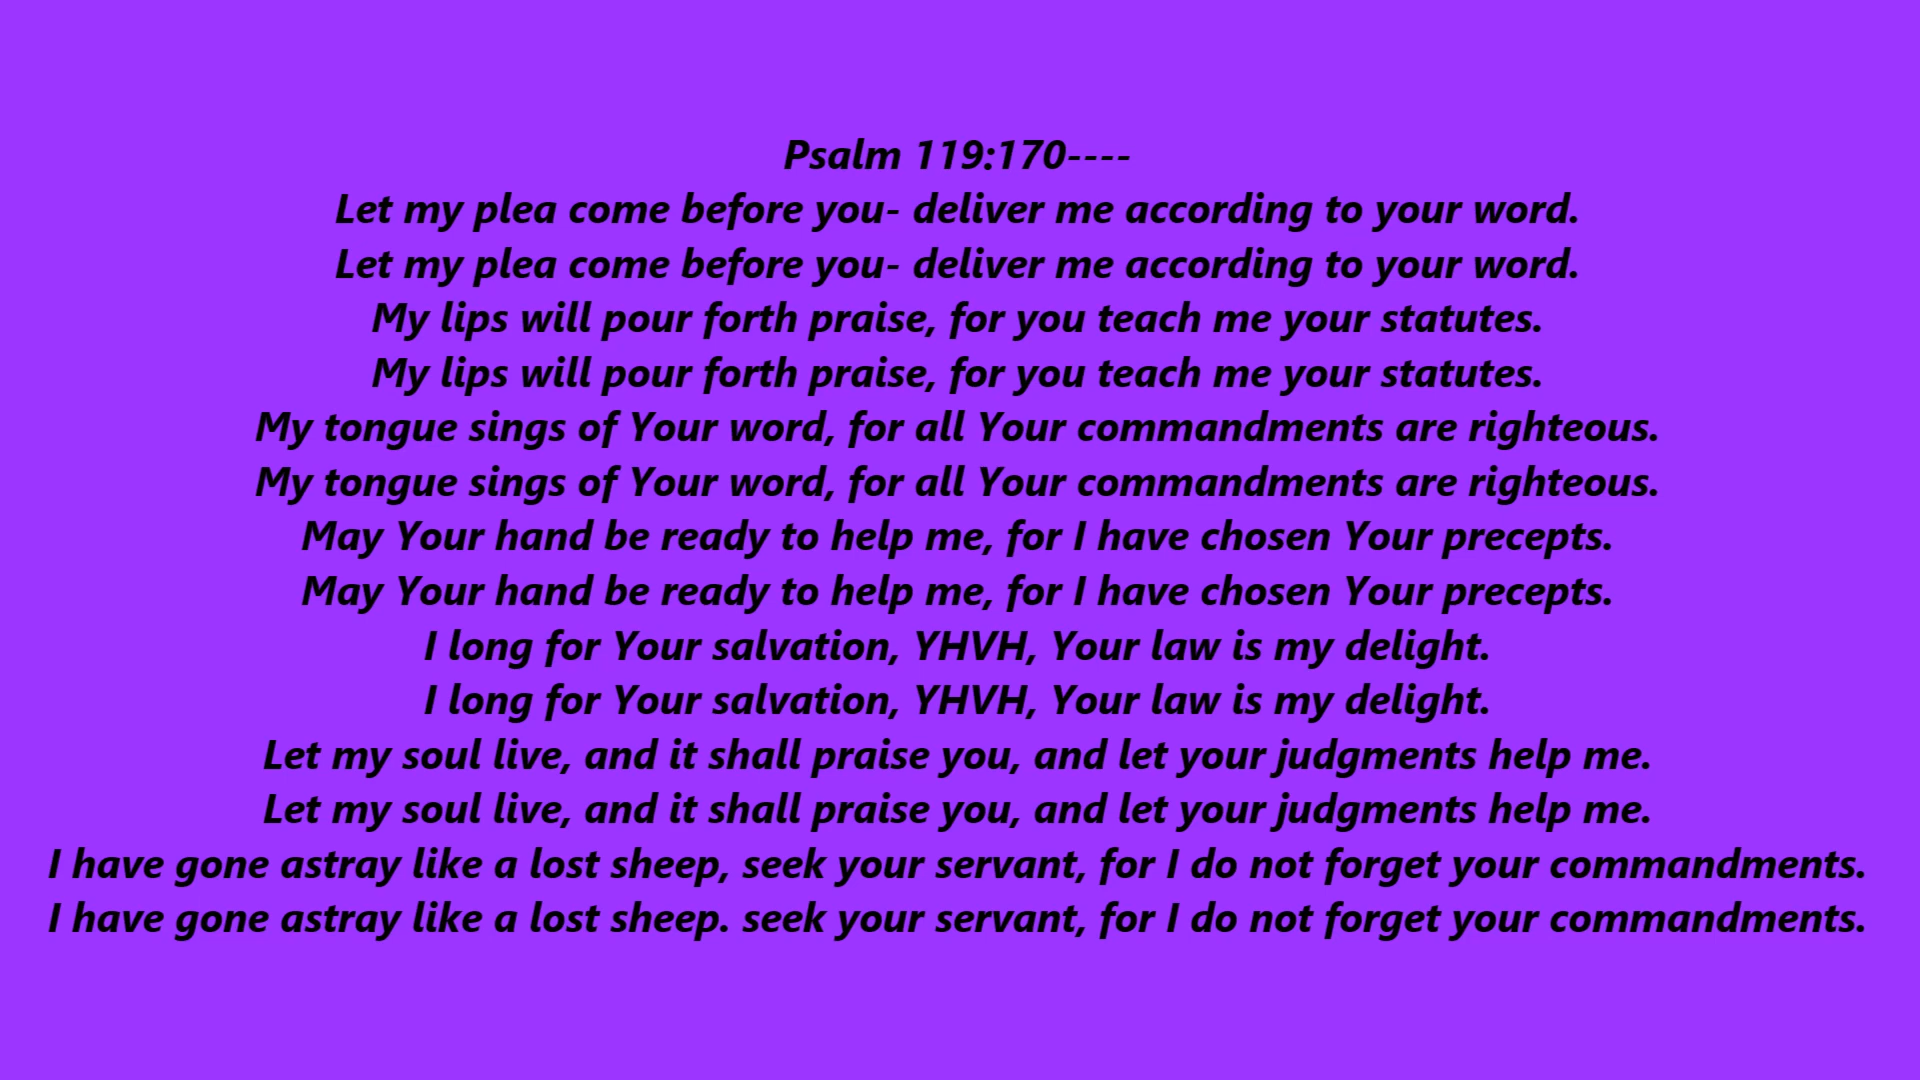 Psalm 119:170----
Let my plea come before you- deliver me according to your word.
Let my plea come before you- deliver me according to your word.
My lips will pour forth praise, for you teach me your statutes.
My lips will pour forth praise, for you teach me your statutes.
My tongue sings of Your word, for all Your commandments are righteous.
My tongue sings of Your word, for all Your commandments are righteous.
May Your hand be ready to help me, for I have chosen Your precepts.
May Your hand be ready to help me, for I have chosen Your precepts.
I long for Your salvation, YHVH, Your law is my delight.
I long for Your salvation, YHVH, Your law is my delight.
Let my soul live, and it shall praise you, and let your judgments help me.
Let my soul live, and it shall praise you, and let your judgments help me.
I have gone astray like a lost sheep, seek your servant, for I do not forget your commandments.
I have gone astray like a lost sheep. seek your servant, for I do not forget your commandments.